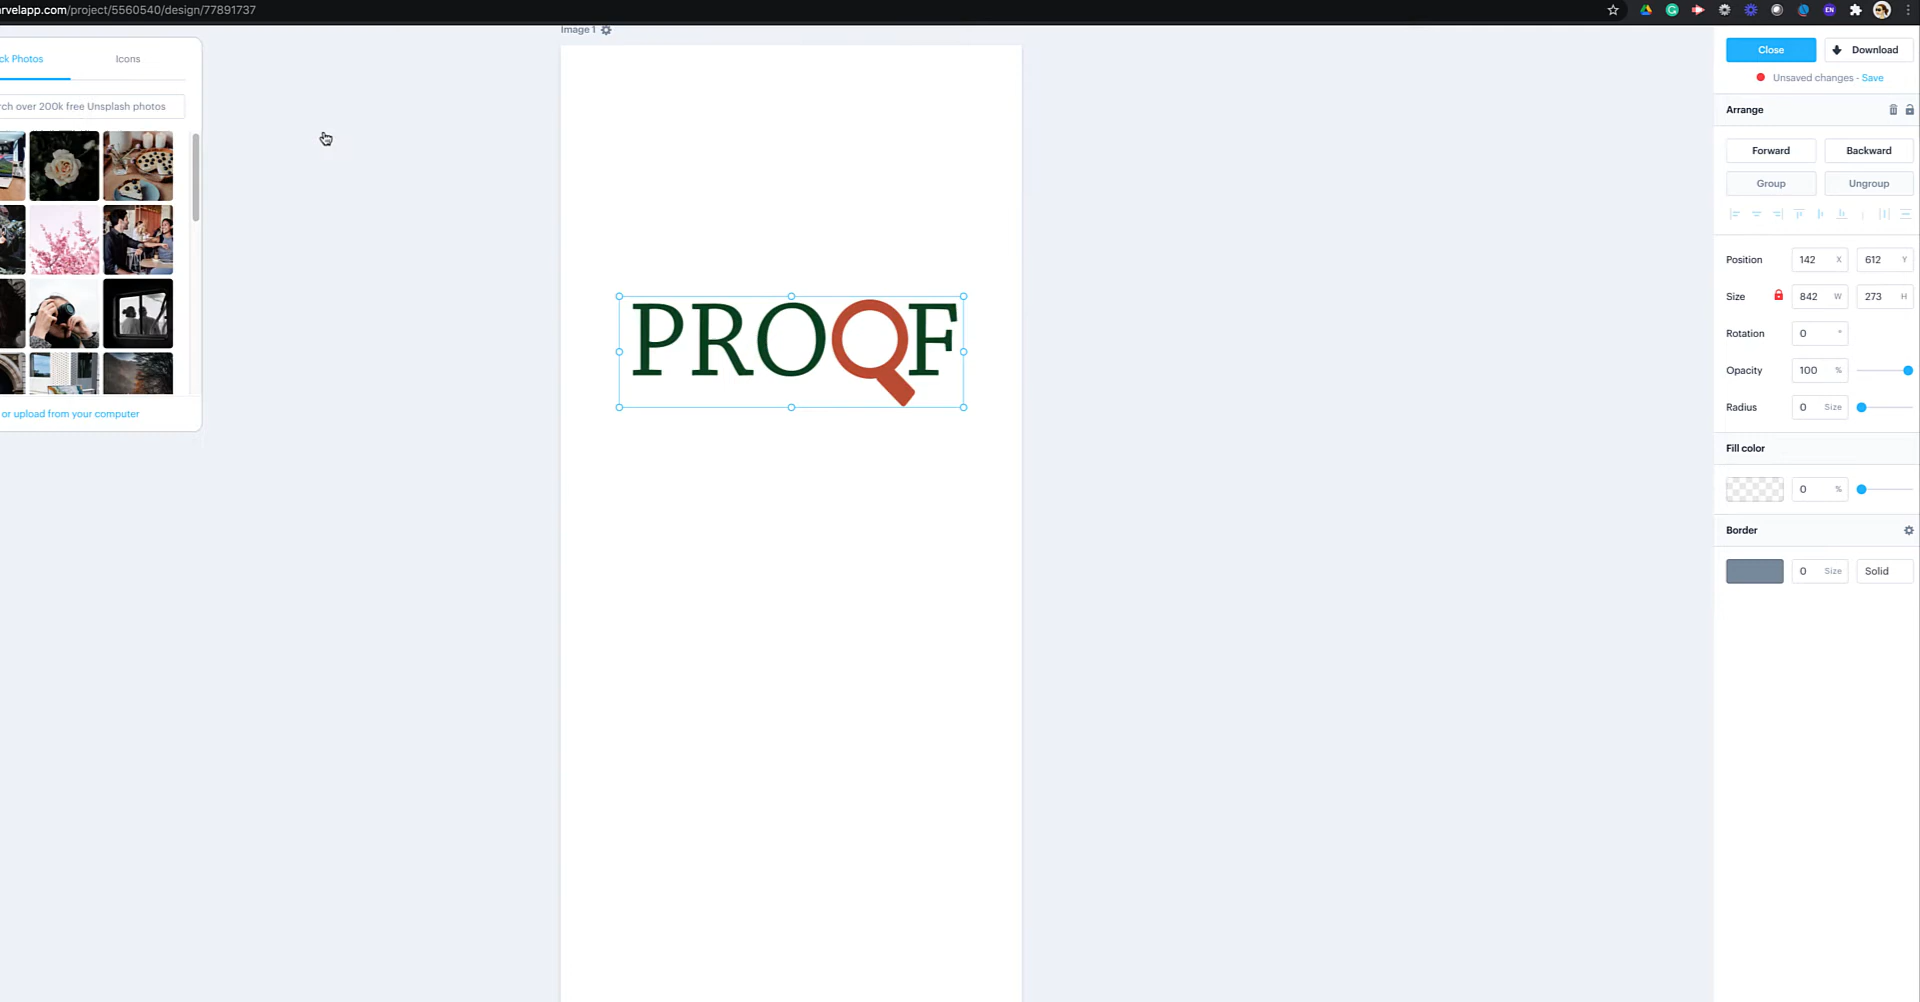 rvelapp.com/project/5560540/design/77891737
Image 1
ck Photos
Icons
rch over 200k free Unsplash photos
or upload from your computer
PROOF
Close
Download
Unsaved changes - Save
Arrange
Forward
Backward
Group
Ungroup
Position 142 X 612 Y
Size 842 W 273 H
Rotation 0 °
Opacity 100 %
Radius 0 Size
Fill color
0 %
Border
0 Size Solid
EN